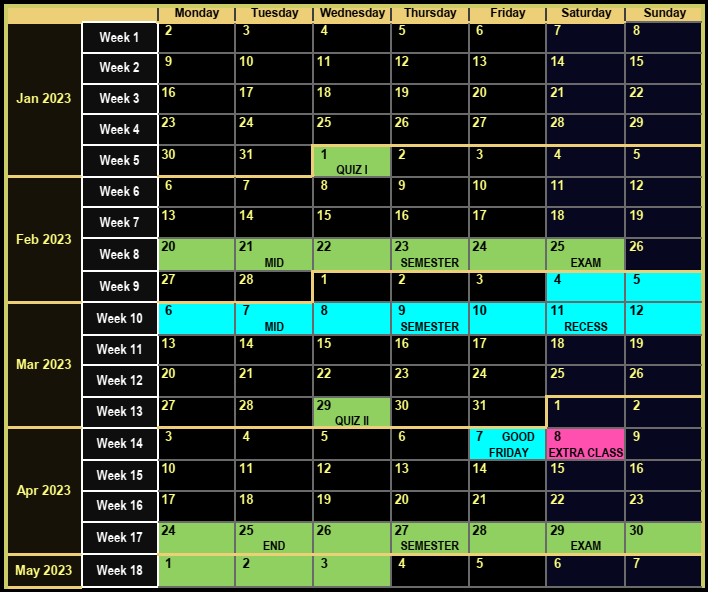 Monday Tuesday Wednesday Thursday Friday Saturday Sunday
Week 1 2 3 4 5 6 7 8
Week 2 9 10 11 12 13 14 15
Jan 2023 Week 3 16 17 18 19 20 21 22
Week 4 23 24 25 26 27 28 29
Week 5 30 31 1 2 3 4 5
QUIZ I
Week 6 6 7 8 9 10 11 12
Feb 2023 Week 7 13 14 15 16 17 18 19
Week 8 20 21 22 23 24 25 26
MID SEMESTER EXAM
Week 9 27 28 1 2 3 4 5
Week 10 6 7 8 9 10 11 12
MID SEMESTER RECESS
Mar 2023 Week 11 13 14 15 16 17 18 19
Week 12 20 21 22 23 24 25 26
Week 13 27 28 29 30 31 1 2
QUIZ II
Week 14 3 4 5 6 7 GOOD 8 9
FRIDAY EXTRA CLASS
Week 15 10 11 12 13 14 15 16
Apr 2023 Week 16 17 18 19 20 21 22 23
Week 17 24 25 26 27 28 29 30
END SEMESTER EXAM
May 2023 Week 18 1 2 3 4 5 6 7